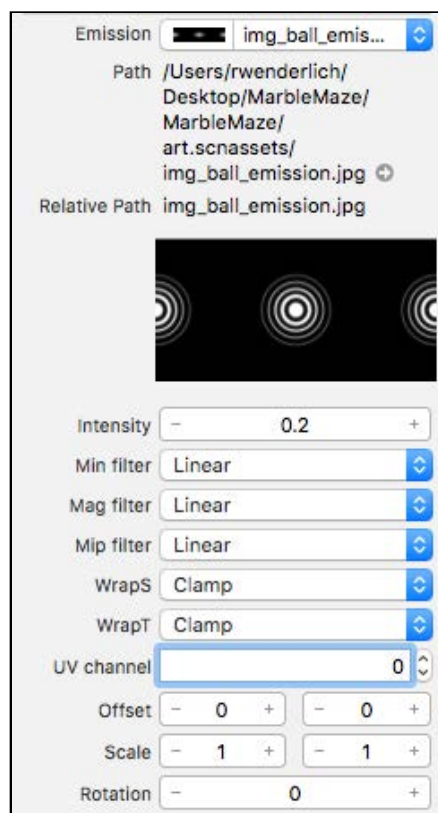 Emission img_ball_emis...
Path /Users/rwenderlich/
Desktop/MarbleMaze/
MarbleMaze/
art.scnassets/
img_ball_emission.jpg
Relative Path img_ball_emission.jpg
Intensity - 0.2 +
Min filter Linear
Mag filter Linear
Mip filter Linear
WrapS Clamp
WrapT Clamp
UV channel 0
Offset - 0 + - 0 +
Scale - 1 + - 1 +
Rotation - 0 +